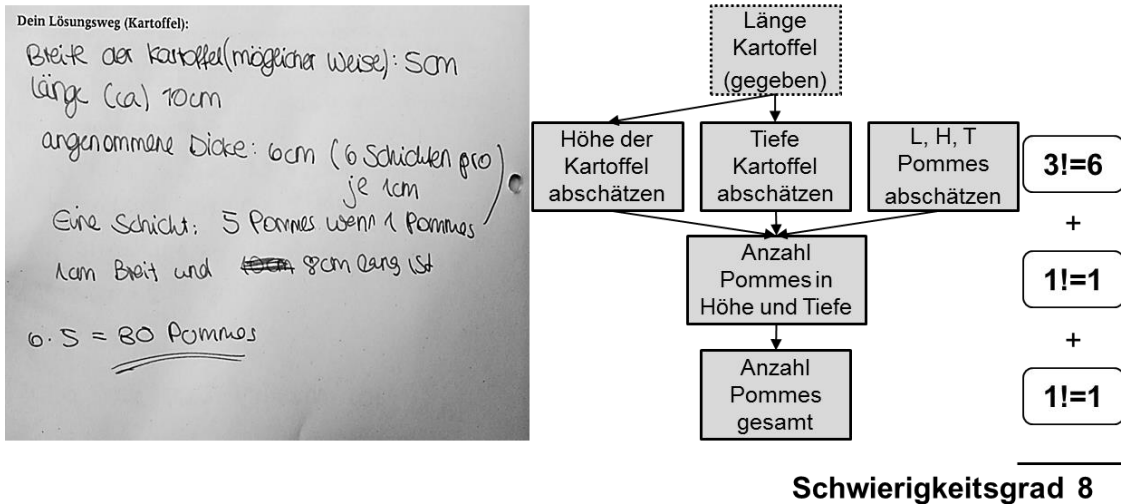 Dein Lösungsweg (Kartoffel):
Breite der Kartoffel (möglicher Weise): 5cm
länge (ca) 10cm
angenommene Dicke: 6cm (6 Schichten pro
je 1cm )
Eine Schicht: 5 Pommes wenn 1 Pommes
1cm Breit und 8cm lang ist
6 · 5 = 30 Pommes
Länge
Kartoffel
(gegeben)
Höhe der
Kartoffel
abschätzen
Tiefe
Kartoffel
abschätzen
L, H, T
Pommes
abschätzen
3!=6
+
Anzahl
Pommes in
Höhe und Tiefe
1!=1
+
Anzahl
Pommes
gesamt
1!=1
Schwierigkeitsgrad 8